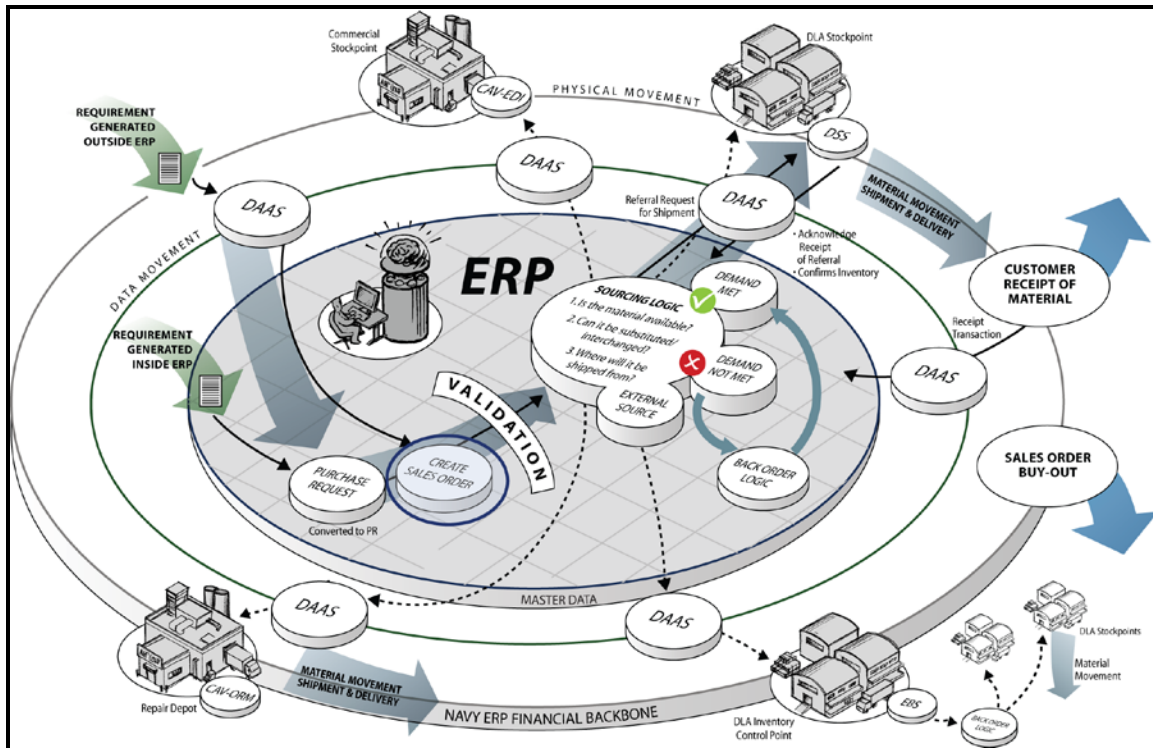 Commercial
Stockpoint
CAV-EDI
DLA Stockpoint
DSS
PHYSICAL MOVEMENT
REQUIREMENT
GENERATED
OUTSIDE ERP
DAAS
DAAS
DAAS
Referral Request
for Shipment
• Acknowledge
Receipt
of Referral
• Confirms Inventory
MATERIAL MOVEMENT
SHIPMENT & DELIVERY
CUSTOMER
RECEIPT OF
MATERIAL
Receipt
Transaction
DAAS
DATA MOVEMENT
REQUIREMENT
GENERATED
INSIDE ERP
ERP
SOURCING LOGIC
1. Is the material available?
2. Can it be substituted/
interchanged?
3. Where will it be
shipped from?
DEMAND
MET
DEMAND
NOT MET
EXTERNAL
SOURCE
BACK ORDER
LOGIC
VALIDATION
PURCHASE
REQUEST
Converted to PR
CREATE
SALES ORDER
SALES ORDER
BUY-OUT
MASTER DATA
DAAS
DAAS
CAV-ORM
Repair Depot
MATERIAL MOVEMENT
SHIPMENT & DELIVERY
NAVY ERP FINANCIAL BACKBONE
DLA Inventory
Control Point
EBS
BACK ORDER
LOGIC
DLA Stockpoints
Material
Movement